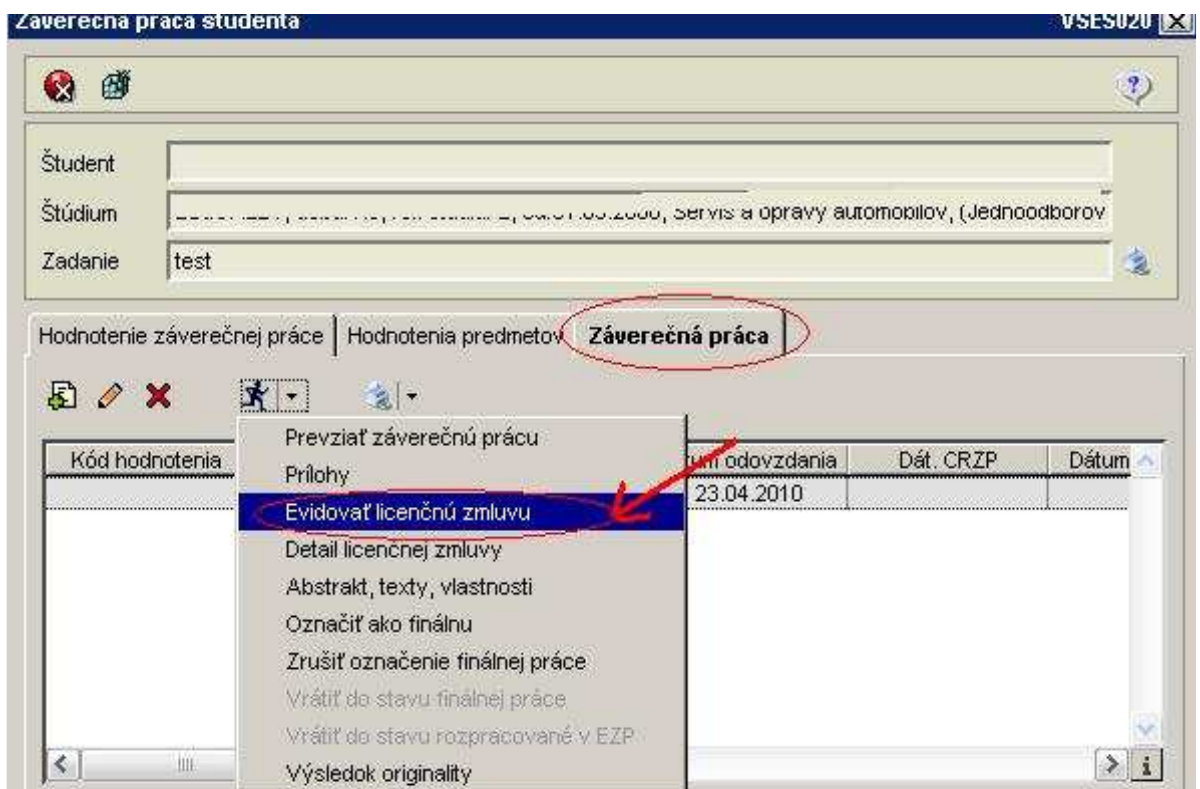 Záverečná práca študenta VSES020
Študent
Štúdium Servis a opravy automobilov, (Jednoodborov
Zadanie test
Hodnotenie záverečnej práce Hodnotenia predmetov Záverečná práca
Prevziať záverečnú prácu
Kód hodnotenia odovzdania Dát. CRZP Dátum
Prílohy
23.04.2010
Evidovať licenčnú zmluvu
Detail licenčnej zmluvy
Abstrakt, texty, vlastnosti
Označiť ako finálnu
Zrušiť označenie finálnej práce
Vrátiť do stavu finálnej práce
Vrátiť do stavu rozpracované v EZP
Výsledok originality